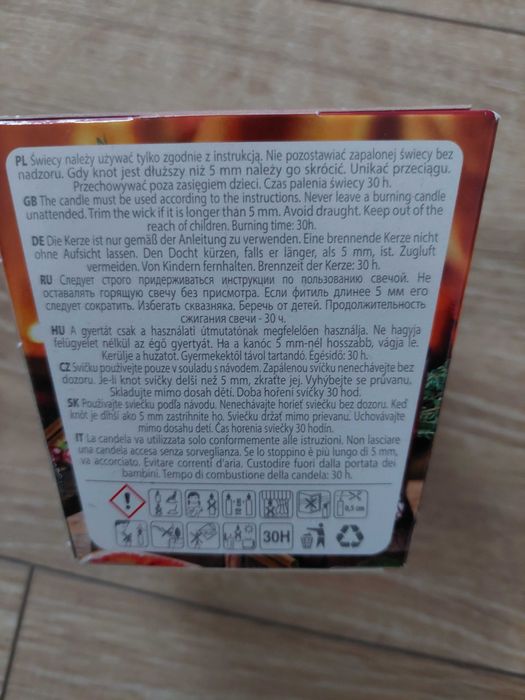 PL Świecy należy używać tylko zgodnie z instrukcją. Nie pozostawiać zapalonej świecy bez
nadzoru. Gdy knot jest dłuższy niż 5 mm należy go skrócić. Unikać przeciągu.
Przechowywać poza zasięgiem dzieci. Czas palenia świecy 30 h.
GB The candle must be used according to the instructions. Never leave a burning candle
unattended. Trim the wick if it is longer than 5 mm. Avoid draught. Keep out of the
reach of children. Burning time: 30h.
DE Die Kerze ist nur gemäß der Anleitung zu verwenden. Eine brennende Kerze nicht
ohne Aufsicht lassen. Den Docht kürzen, falls er länger, als 5 mm, ist. Zugluft
vermeiden. Von Kindern fernhalten. Brennzeit der Kerze: 30 h.
RU Следует строго придерживаться инструкции по пользованию свечой. Не
оставлять горящую свечу без присмотра. Если фитиль длинее 5 мм его
следует сократить. Избегать сквазняка. Беречь от детей. Продолжительность
сжигания свечи - 30 ч.
HU A gyertát csak a használati útmutatónak megfelelően használja. Ne hagyja
felügyelet nélkül az égő gyertyát. Ha a kanóc 5 mm-nél hosszabb, vágja le.
Kerülje a huzatot. Gyermekektől távol tartandó. Égésidő: 30 h.
CZ Svíčku používejte pouze v souladu s návodem. Zapálenou svíčku nenechávejte bez
dozoru. Je-li knot svíčky delší než 5 mm, zkraťte jej. Vyhýbejte se průvanu.
Skladujte mimo dosah dětí. Doba hoření svíčky 30 hod.
SK Používajte sviečku podľa návodu. Nenechávajte horieť sviečku bez dozoru. Keď
knôt je dlhší ako 5 mm zastrihnite ho. Sviečku držať mimo prievanu. Uchovávajte
mimo dosahu detí. Čas horenia sviečky 30 hodín.
IT La candela va utilizzata solo conformemente alle istruzioni. Non lasciare
una candela accesa senza sorveglianza. Se lo stoppino è più lungo di 5 mm,
va accorciato. Evitare correnti d'aria. Custodire fuori dalla portata dei
bambini. Tempo di combustione della candela: 30 h.
0,5 cm
30H